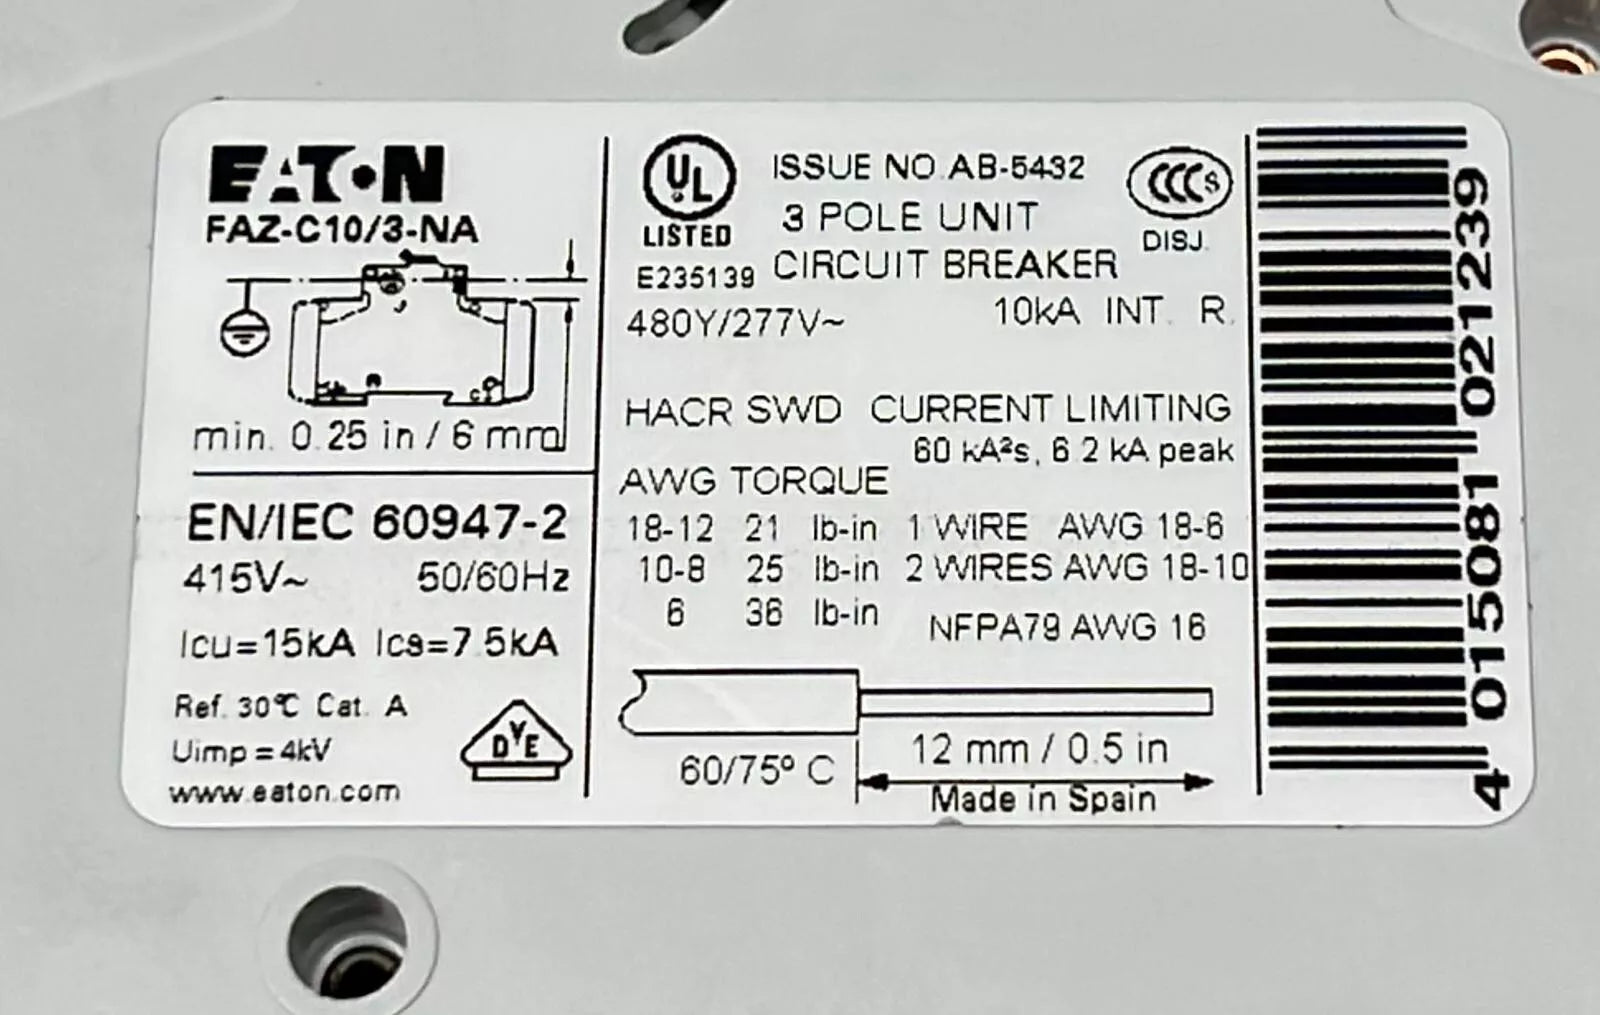 EATON
FAZ-C10/3-NA
min. 0.25 in / 6 mm
EN/IEC 60947-2
415V~ 50/60Hz
Icu=15kA Ics=7.5kA
Ref. 30°C Cat. A
Uimp = 4kV
www.eaton.com
DVE
UL
LISTED
E235139
ISSUE NO. AB-5432
3 POLE UNIT
CIRCUIT BREAKER
CCC S
DISJ.
480Y/277V~ 10kA INT. R.
HACR SWD CURRENT LIMITING
60 kA²s, 6.2 kA peak
AWG TORQUE
18-12 21 lb-in 1 WIRE AWG 18-6
10-8 25 lb-in 2 WIRES AWG 18-10
6 36 lb-in NFPA79 AWG 16
60/75° C
12 mm / 0.5 in
Made in Spain
4 015081 021239